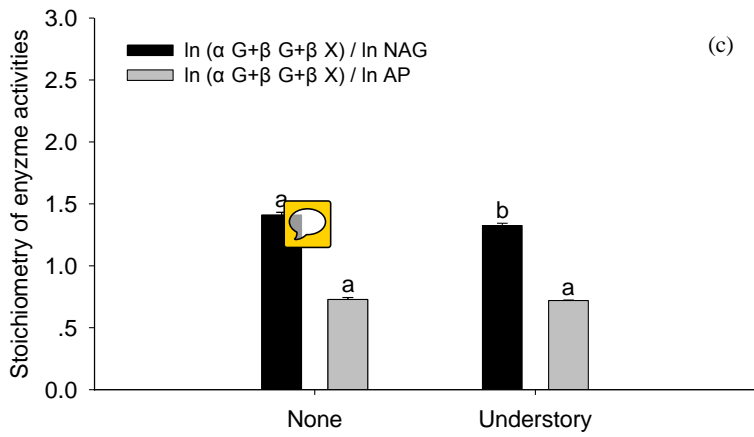 3.0
ln (α G+β G+β X) / ln NAG
(c)
ln (α G+β G+β X) / ln AP
2.5
2.0
1.5
1.0
.5
0.0
Stoichiometry of enyzme activities
a
a
b
a
None
Understory